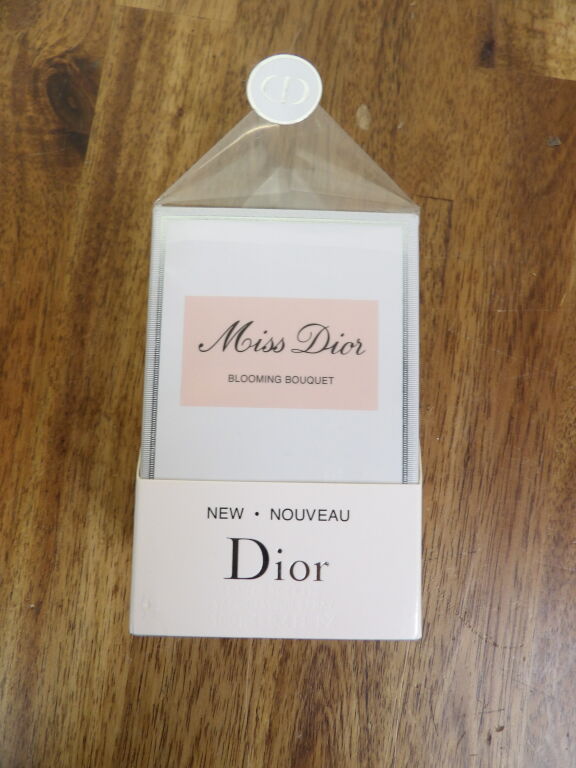 Miss Dior
BLOOMING BOUQUET
NEW • NOUVEAU
Dior